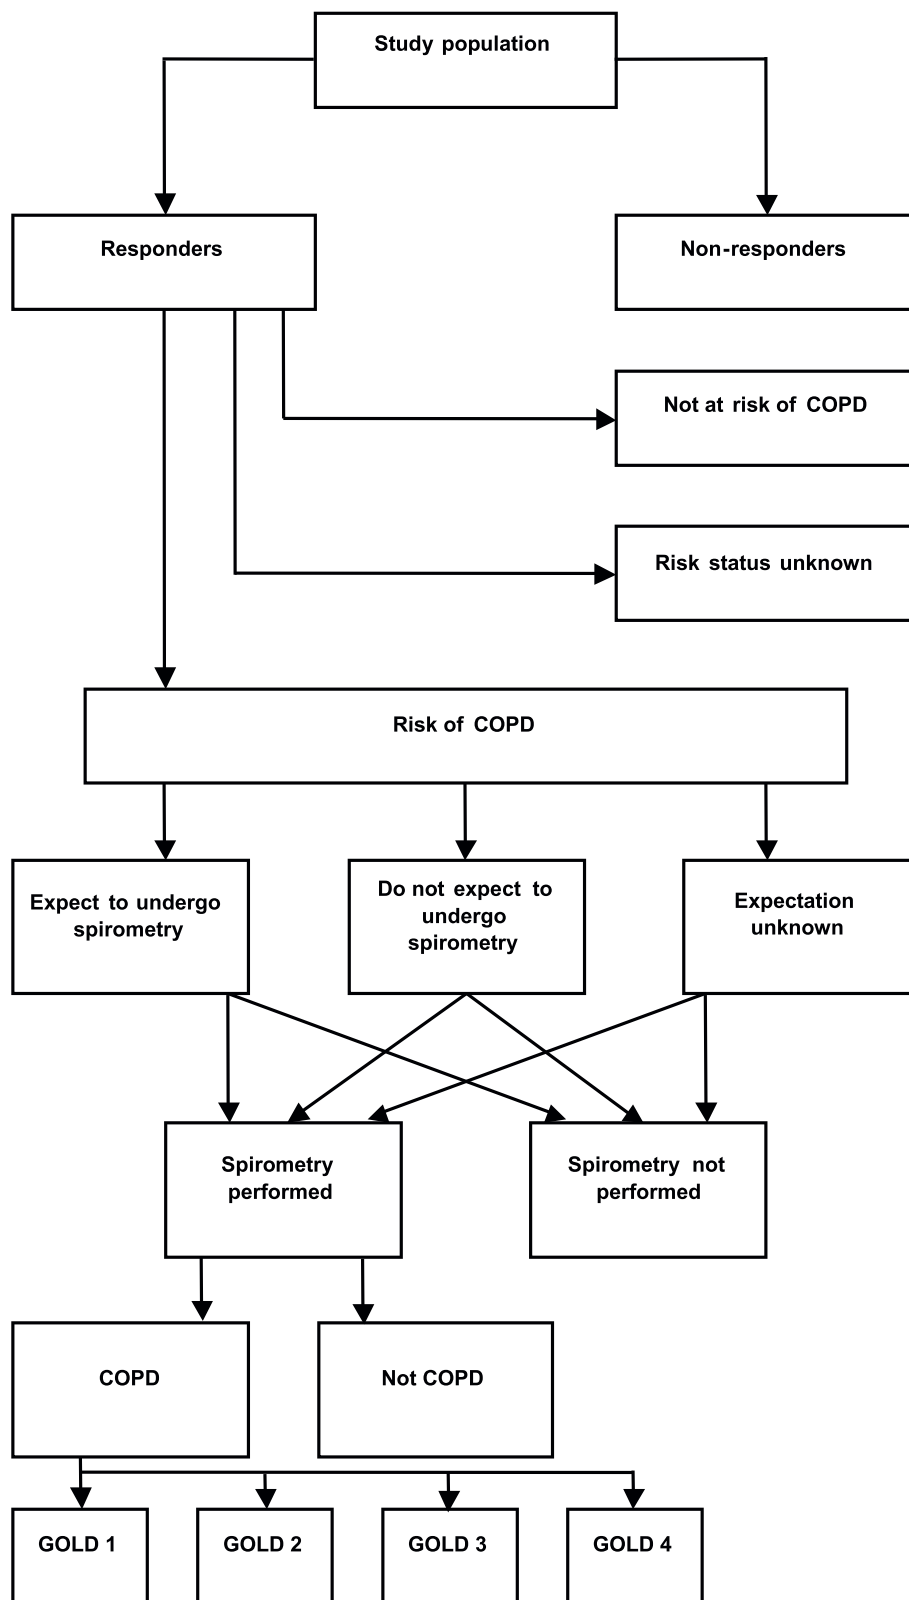 Study population
Responders
Non-responders
Not at risk of COPD
Risk status unknown
Risk of COPD
Expect to undergo
spirometry
Do not expect to
undergo
spirometry
Expectation
unknown
Spirometry
performed
Spirometry not
performed
COPD
Not COPD
GOLD 1
GOLD 2
GOLD 3
GOLD 4